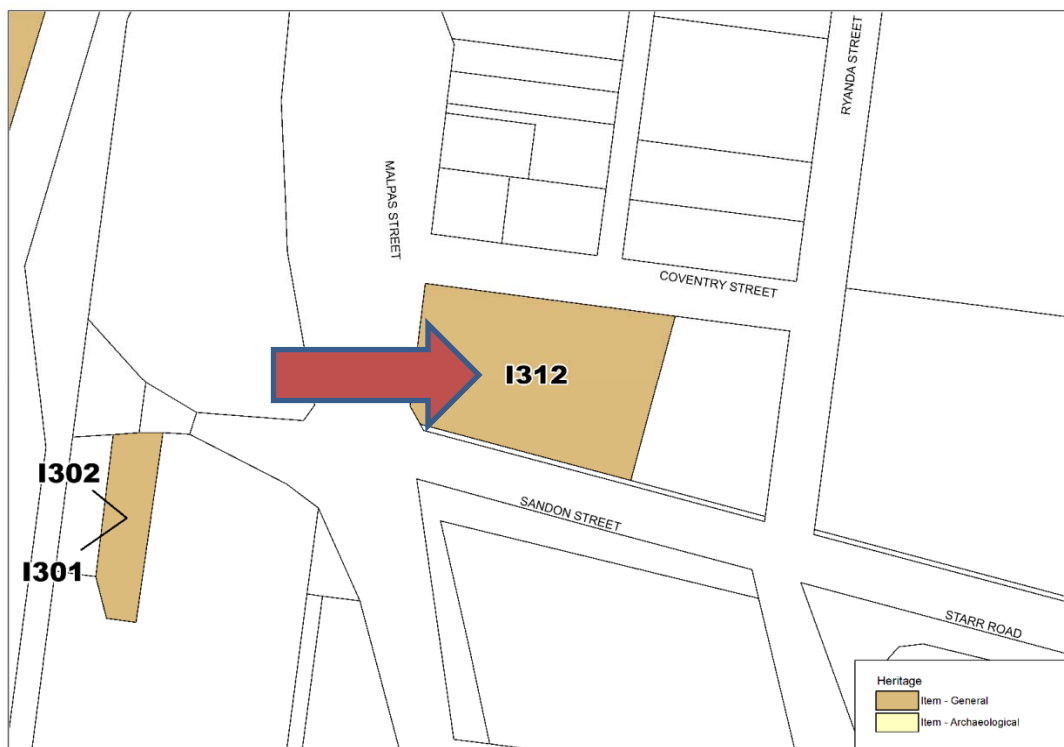 RYANDA STREET
MALPAS STREET
COVENTRY STREET
I312
I302
SANDON STREET
I301
STARR ROAD
Heritage
Item - General
Item - Archaeological